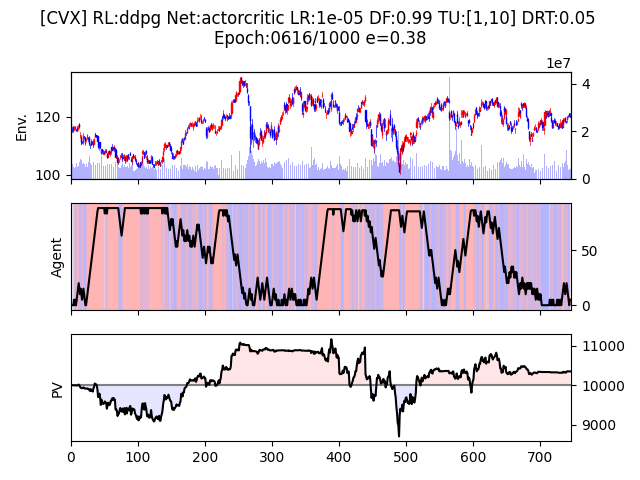 [CVX] RL:ddpg Net:actorcritic LR:1e-05 DF:0.99 TU:[1,10] DRT:0.05
Epoch:0616/1000 e=0.38
1e7
Env.
120
100
4
2
0
Agent
50
0
PV
11000
10000
9000
0 100 200 300 400 500 600 700